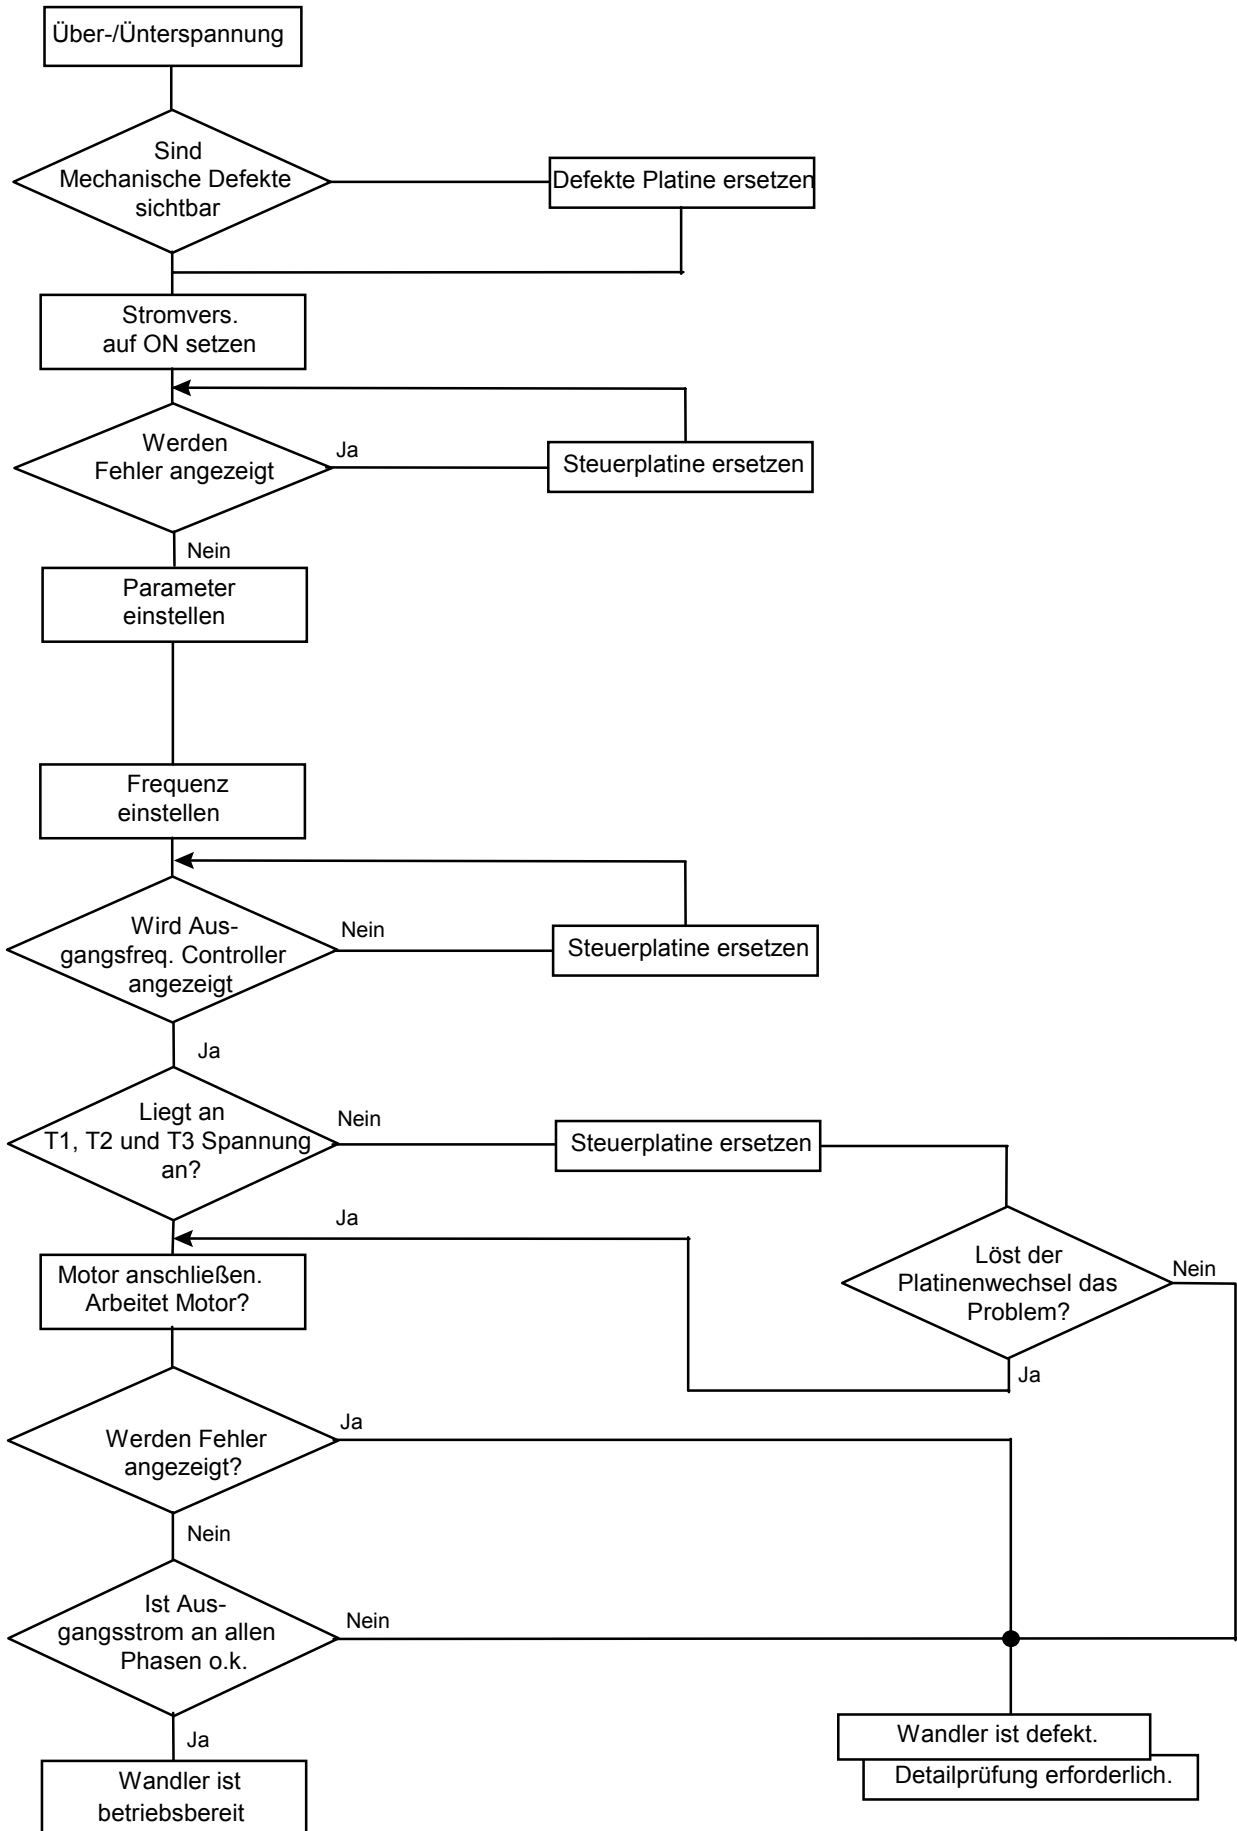 Über-/Ünterspannung
Sind
Mechanische Defekte
sichtbar
Defekte Platine ersetzen
Stromvers.
auf ON setzen
Werden
Fehler angezeigt
Ja
Steuerplatine ersetzen
Nein
Parameter
einstellen
Frequenz
einstellen
Wird Aus-
gangsfreq. Controller
angezeigt
Nein
Steuerplatine ersetzen
Ja
Liegt an
T1, T2 und T3 Spannung
an?
Nein
Steuerplatine ersetzen
Ja
Löst der
Platinenwechsel das
Problem?
Nein
Ja
Motor anschließen.
Arbeitet Motor?
Werden Fehler
angezeigt?
Ja
Nein
Ist Aus-
gangsstrom an allen
Phasen o.k.
Nein
Ja
Wandler ist
betriebsbereit
Wandler ist defekt.
Detailprüfung erforderlich.